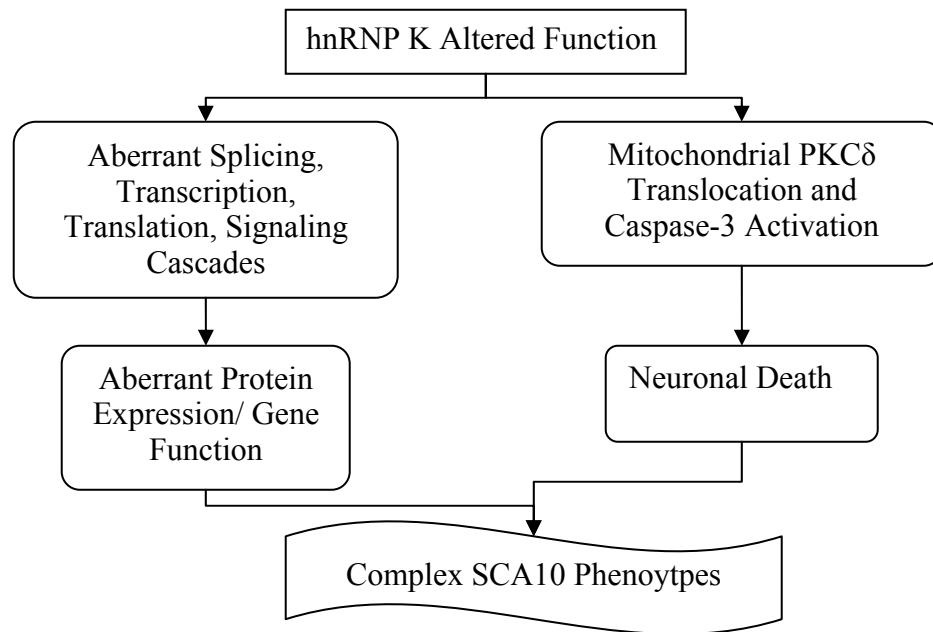 hnRNP K Altered Function
Aberrant Splicing,
Transcription,
Translation, Signaling
Cascades
Mitochondrial PKCδ
Translocation and
Caspase-3 Activation
Aberrant Protein
Expression/ Gene
Function
Neuronal Death
Complex SCA10 Phenoytpes